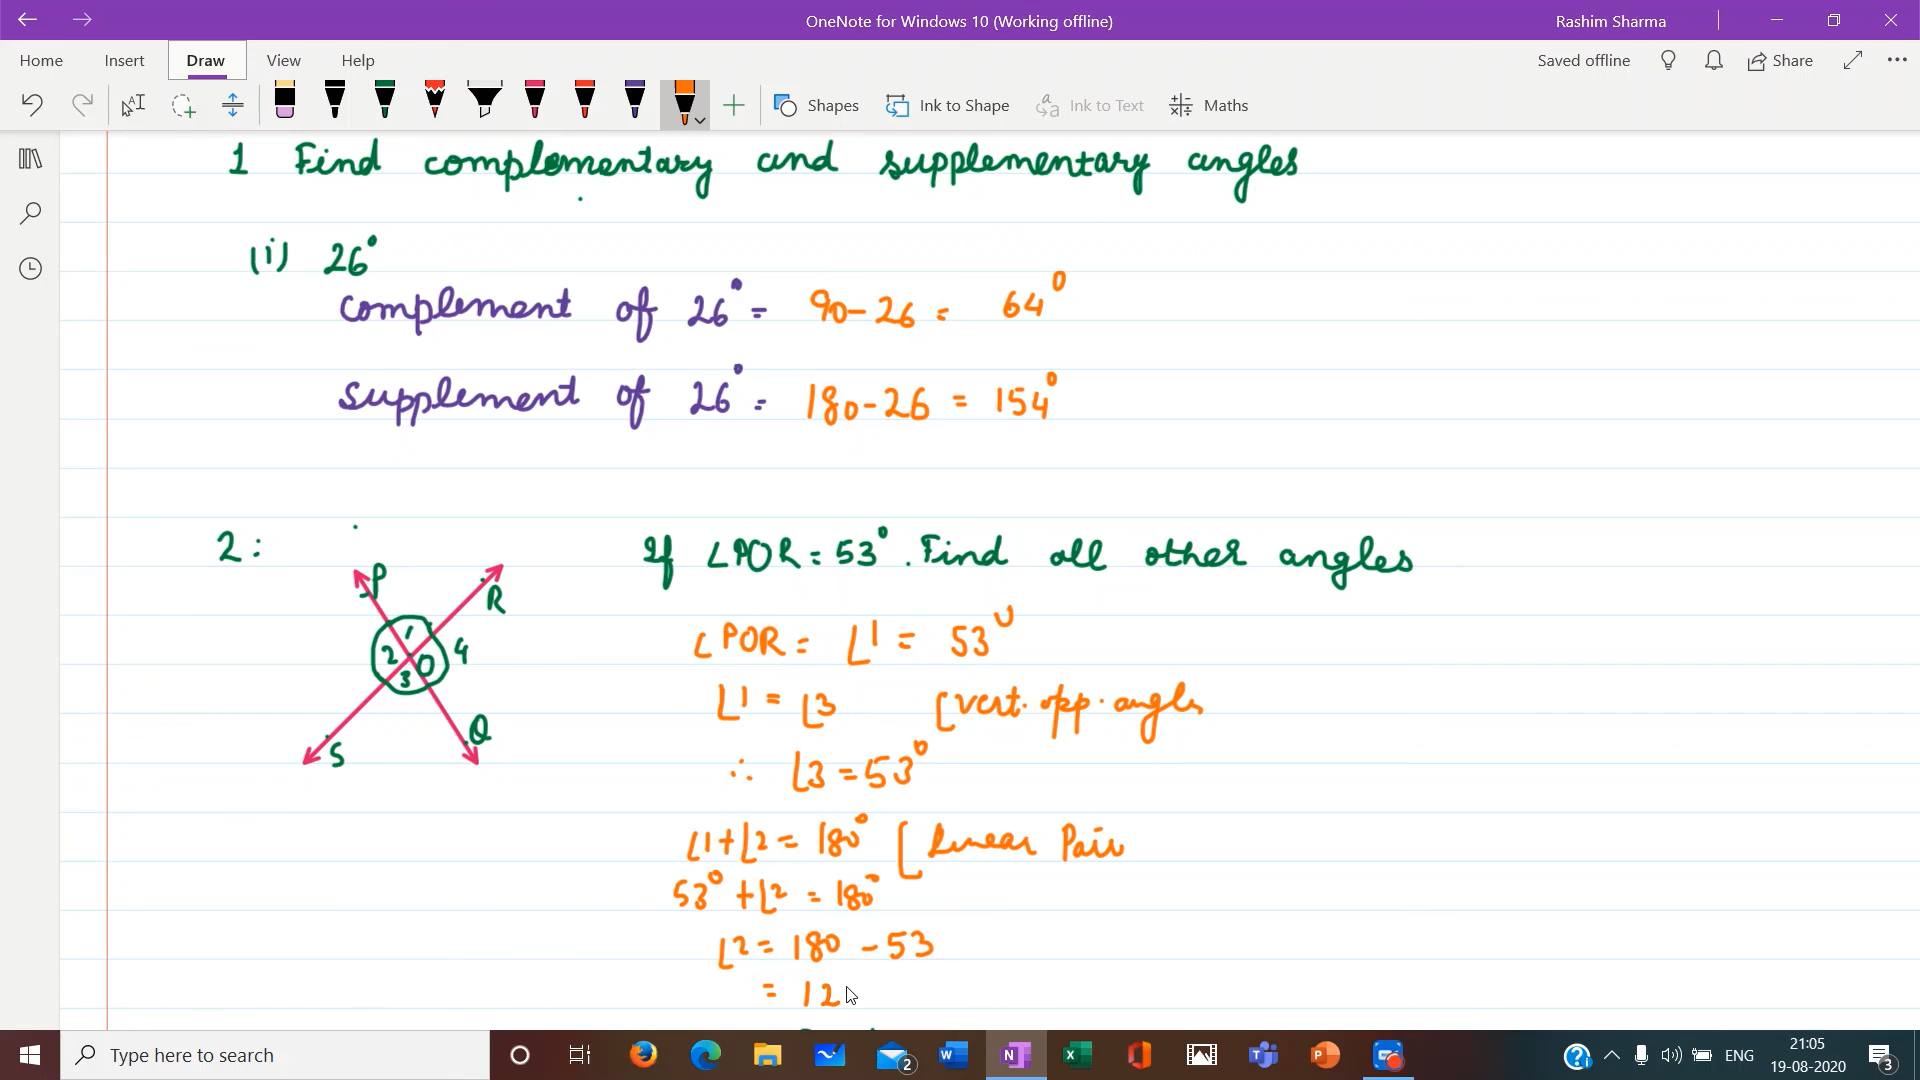 OneNote for Windows 10 (Working offline)
Rashim Sharma
Home Insert Draw View Help
Saved offline Share
Shapes Ink to Shape Ink to Text Maths
1 Find complementary and supplementary angles
(i) 26°
complement of 26° = 90-26 = 64°
supplement of 26° = 180-26 = 154°
2: If ∠POR = 53°. Find all other angles
P
R
1
2 O 4
3
Q
S
∠POR = ∠1 = 53°
∠1 = ∠3 [vert. opp. angles
∴ ∠3 = 53°
∠1+∠2 = 180° [Linear Pair
53° + ∠2 = 180°
∠2 = 180 - 53
= 12
Type here to search
2
ENG
21:05
19-08-2020
3